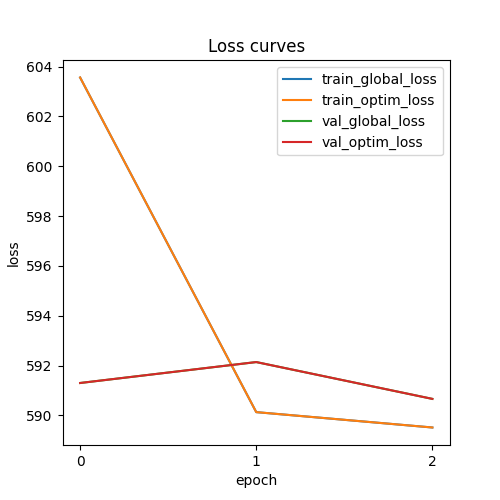 Loss curves
604
602
600
598
596
594
592
590
loss
train_global_loss
train_optim_loss
val_global_loss
val_optim_loss
0
1
2
epoch